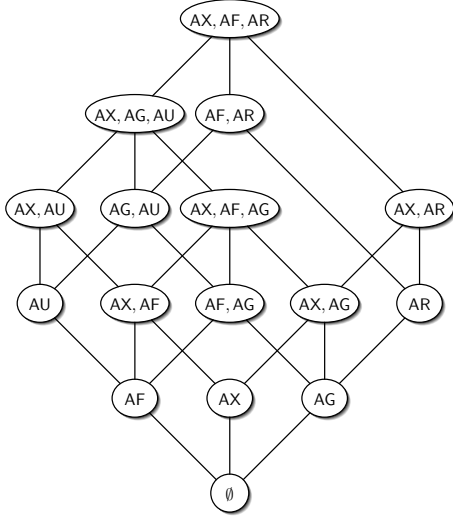 AX, AF, AR
AX, AG, AU
AF, AR
AX, AU
AG, AU
AX, AF, AG
AX, AR
AU
AX, AF
AF, AG
AX, AG
AR
AF
AX
AG
∅